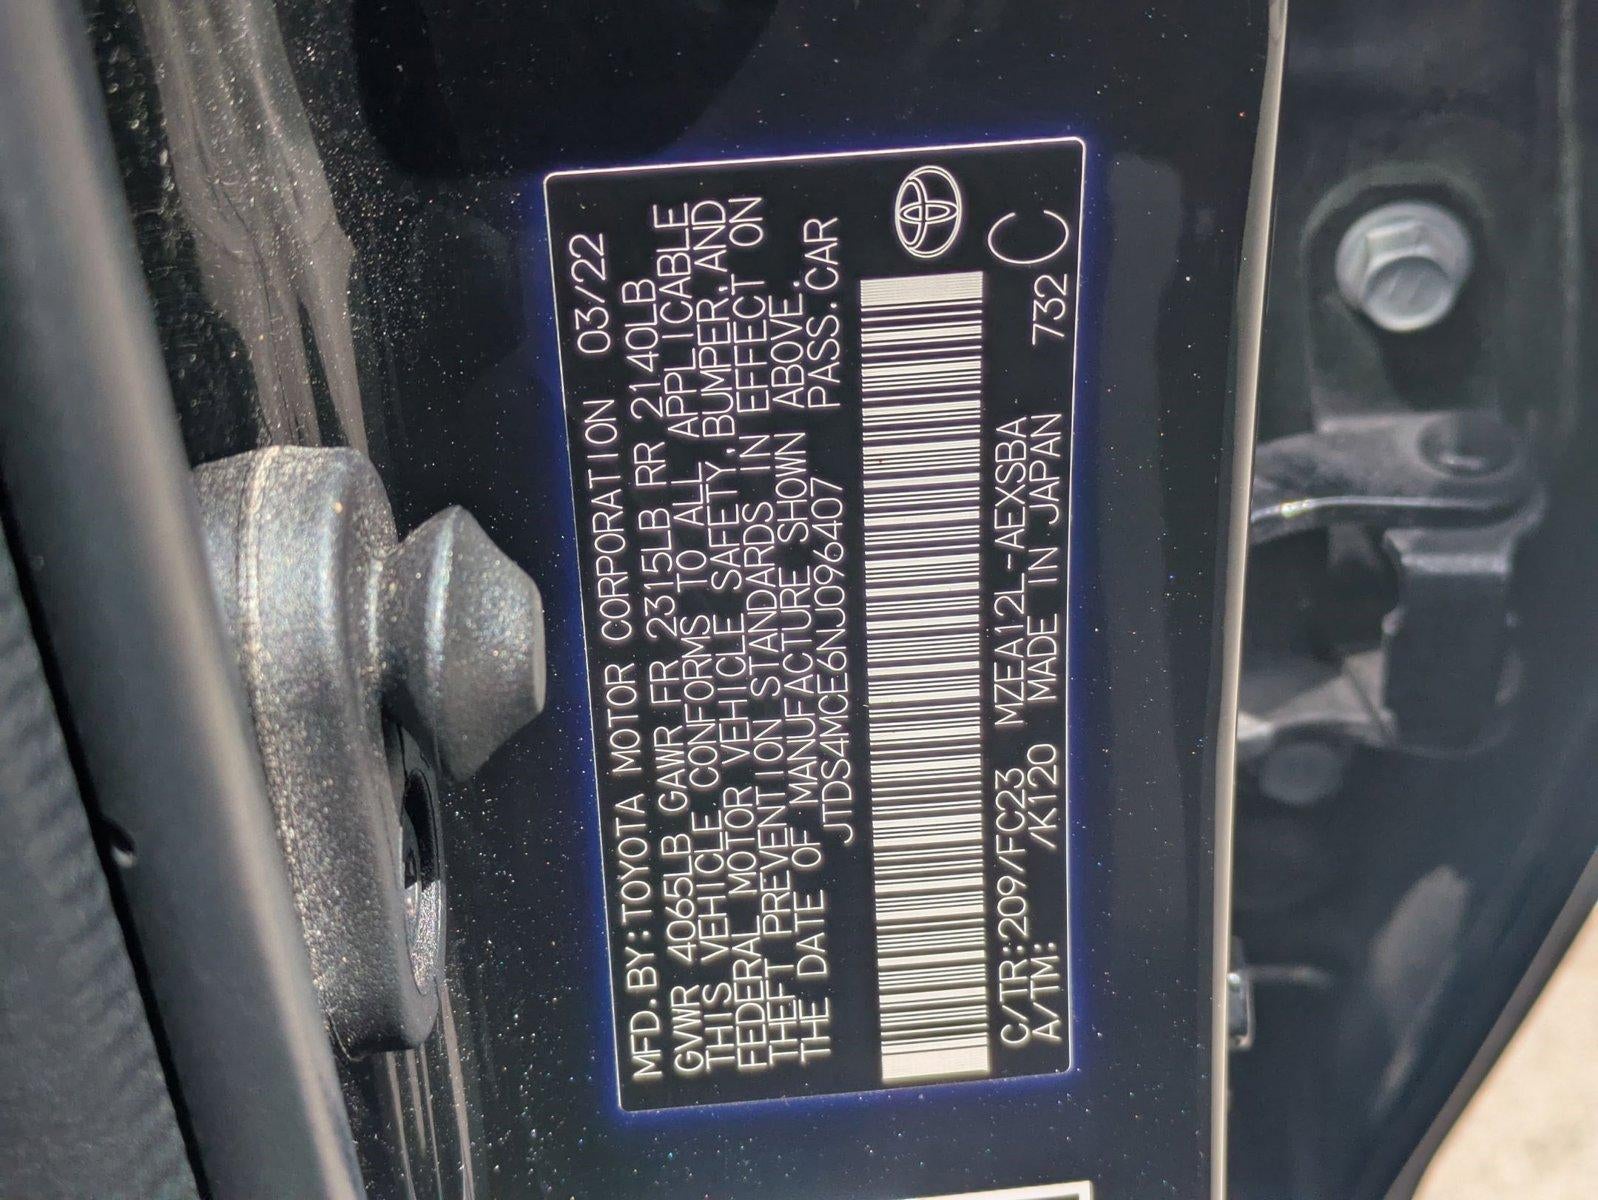 MFD.BY:TOYOTA MOTOR CORPORATION 03/22
GVWR 4065LB GAWR FR 2315LB RR 2140LB
THIS VEHICLE CONFORMS TO ALL APPLICABLE
FEDERAL MOTOR VEHICLE SAFETY,BUMPER,AND
THEFT PREVENTION STANDARDS IN EFFECT ON
THE DATE OF MANUFACTURE SHOWN ABOVE.
JTDS4MCE6NJ096407 PASS.CAR
C/TR:209/FC23 MZEA12L-AEXSBA 732 C
A/TM: /K120 MADE IN JAPAN